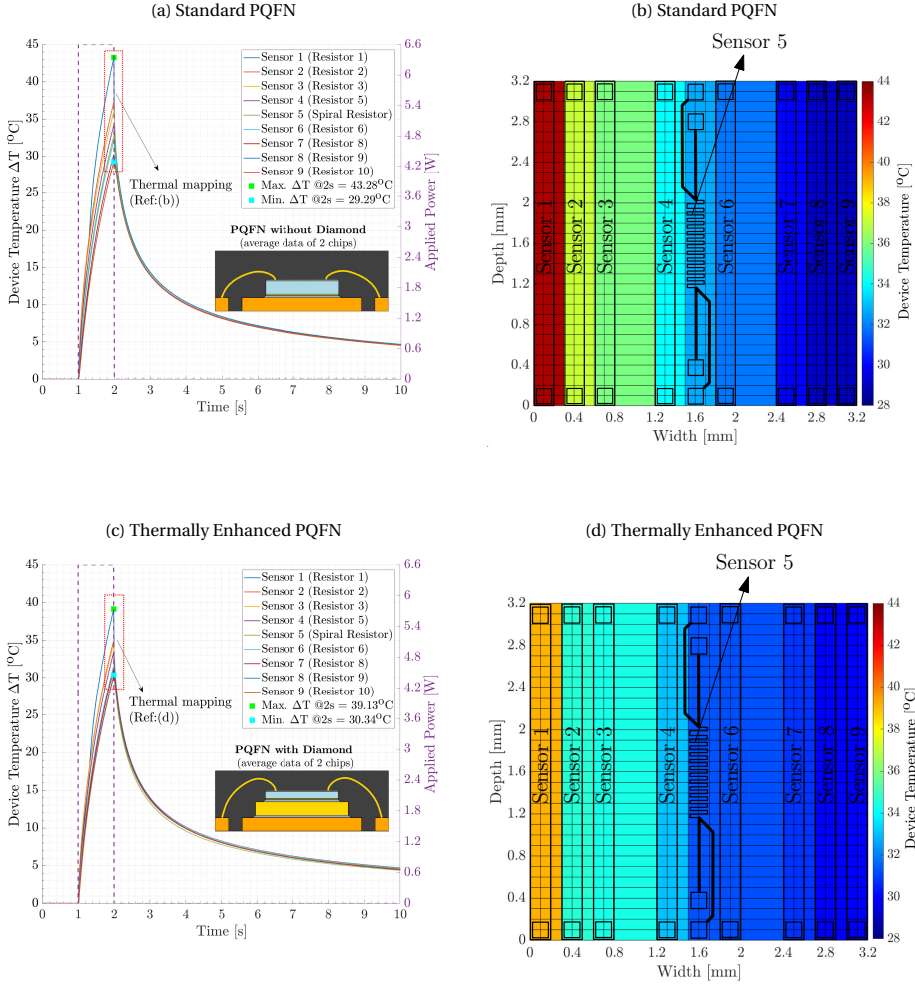 (a) Standard PQFN
45
40
35
30
25
20
15
10
5
0
Device Temperature ΔT [°C]
0 1 2 3 4 5 6 7 8 9 10
Time [s]
6.6
6
5.4
4.8
4.2
3.6
3
2.4
1.8
1.2
0.6
0
Applied Power [W]
Sensor 1 (Resistor 1)
Sensor 2 (Resistor 2)
Sensor 3 (Resistor 3)
Sensor 4 (Resistor 5)
Sensor 5 (Spiral Resistor)
Sensor 6 (Resistor 6)
Sensor 7 (Resistor 8)
Sensor 8 (Resistor 9)
Sensor 9 (Resistor 10)
Max. ΔT @2s = 43.28°C
Min. ΔT @2s = 29.29°C
Thermal mapping
(Ref:(b))
PQFN without Diamond
(average data of 2 chips)
(b) Standard PQFN
Sensor 5
3.2
2.8
2.4
2
1.6
1.2
0.8
0.4
0
Depth [mm]
Sensor 1
Sensor 2
Sensor 3
Sensor 4
Sensor 6
Sensor 7
Sensor 8
Sensor 9
0 0.4 0.8 1.2 1.6 2 2.4 2.8 3.2
Width [mm]
44
42
40
38
36
34
32
30
28
Device Temperature [°C]
(c) Thermally Enhanced PQFN
45
40
35
30
25
20
15
10
5
0
Device Temperature ΔT [°C]
0 1 2 3 4 5 6 7 8 9 10
Time [s]
6.6
6
5.4
4.8
4.2
3.6
3
2.4
1.8
1.2
0.6
0
Applied Power [W]
Sensor 1 (Resistor 1)
Sensor 2 (Resistor 2)
Sensor 3 (Resistor 3)
Sensor 4 (Resistor 5)
Sensor 5 (Spiral Resistor)
Sensor 6 (Resistor 6)
Sensor 7 (Resistor 8)
Sensor 8 (Resistor 9)
Sensor 9 (Resistor 10)
Max. ΔT @2s = 39.13°C
Min. ΔT @2s = 30.34°C
Thermal mapping
(Ref:(d))
PQFN with Diamond
(average data of 2 chips)
(d) Thermally Enhanced PQFN
Sensor 5
3.2
2.8
2.4
2
1.6
1.2
0.8
0.4
0
Depth [mm]
Sensor 1
Sensor 2
Sensor 3
Sensor 4
Sensor 6
Sensor 7
Sensor 8
Sensor 9
0 0.4 0.8 1.2 1.6 2 2.4 2.8 3.2
Width [mm]
44
42
40
38
36
34
32
30
28
Device Temperature [°C]